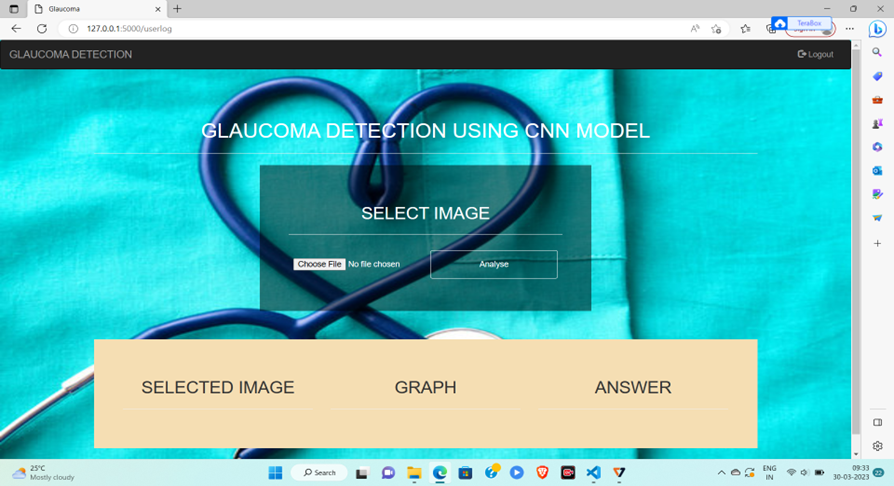 Glaucoma
TeraBox
127.0.0.1:5000/userlog
GLAUCOMA DETECTION
Logout
GLAUCOMA DETECTION USING CNN MODEL
SELECT IMAGE
Choose File No file chosen
Analyse
SELECTED IMAGE
GRAPH
ANSWER
25°C
Mostly cloudy
Search
ENG
IN
09:33
30-03-2023
22